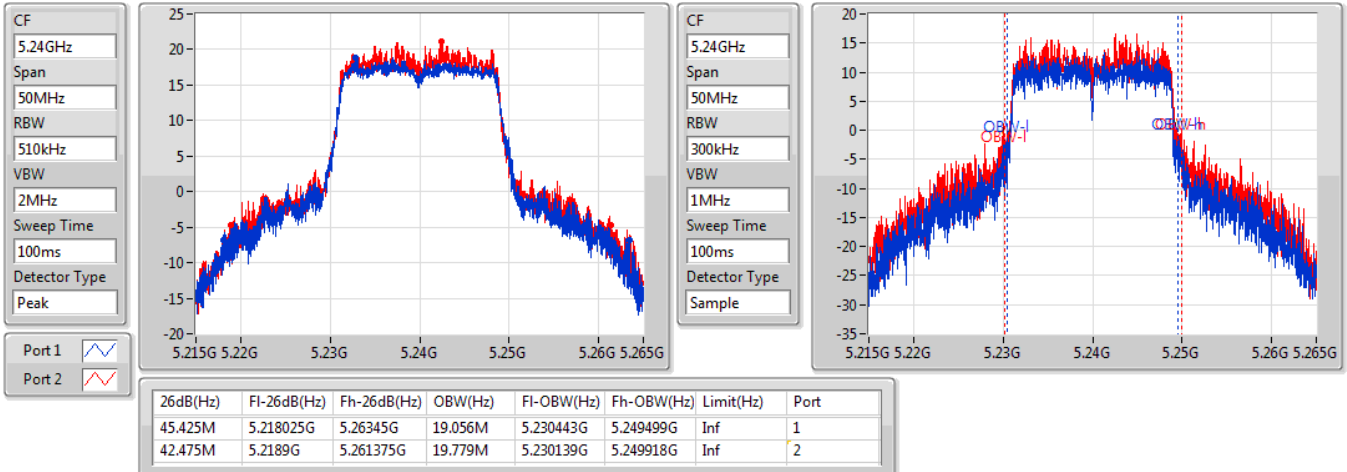 CF
5.24GHz
Span
50MHz
RBW
510kHz
VBW
2MHz
Sweep Time
100ms
Detector Type
Peak
25
20
15
10
5
0
-5
-10
-15
-20
5.215G 5.22G 5.23G 5.24G 5.25G 5.26G 5.265G
CF
5.24GHz
Span
50MHz
RBW
300kHz
VBW
1MHz
Sweep Time
100ms
Detector Type
Sample
20
15
10
5
0
-5
-10
-15
-20
-25
-30
-35
OBW-l
OBW-l
OBW-h
5.215G 5.22G 5.23G 5.24G 5.25G 5.26G 5.265G
Port 1
Port 2
26dB(Hz) Fl-26dB(Hz) Fh-26dB(Hz) OBW(Hz) Fl-OBW(Hz) Fh-OBW(Hz) Limit(Hz) Port
45.425M 5.218025G 5.26345G 19.056M 5.230443G 5.249499G Inf 1
42.475M 5.2189G 5.261375G 19.779M 5.230139G 5.249918G Inf 2